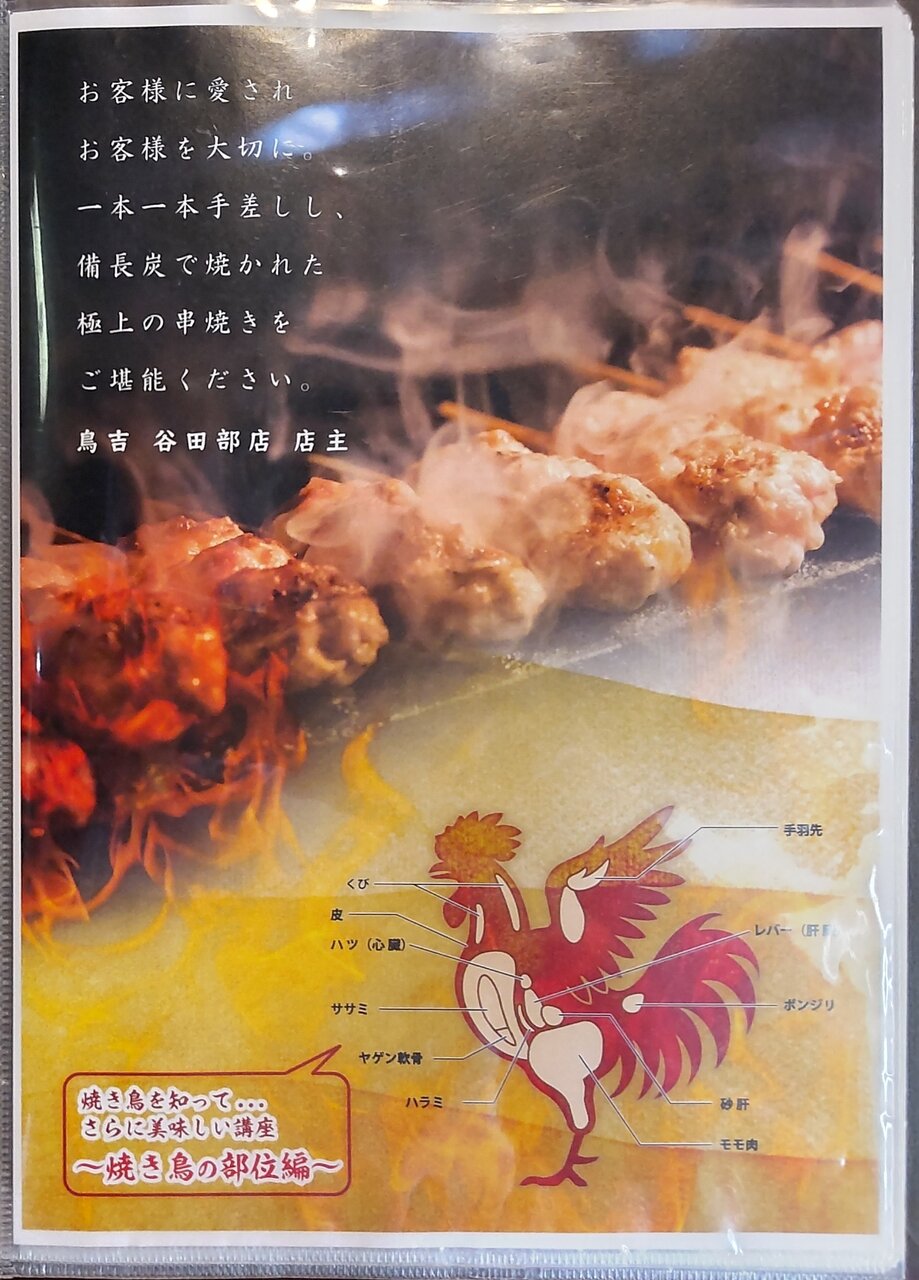 お客様に愛され
お客様を大切に。
一本一本手差しし、
備長炭で焼かれた
極上の串焼きを
ご堪能ください。
鳥吉 谷田部店 店主
手羽先
くび
皮
レバー（肝
ハツ（心臓）
ササミ
ボンジリ
ヤゲン軟骨
ハラミ
砂肝
モモ肉
焼き鳥を知って...
さらに美味しい講座
～焼き鳥の部位編～